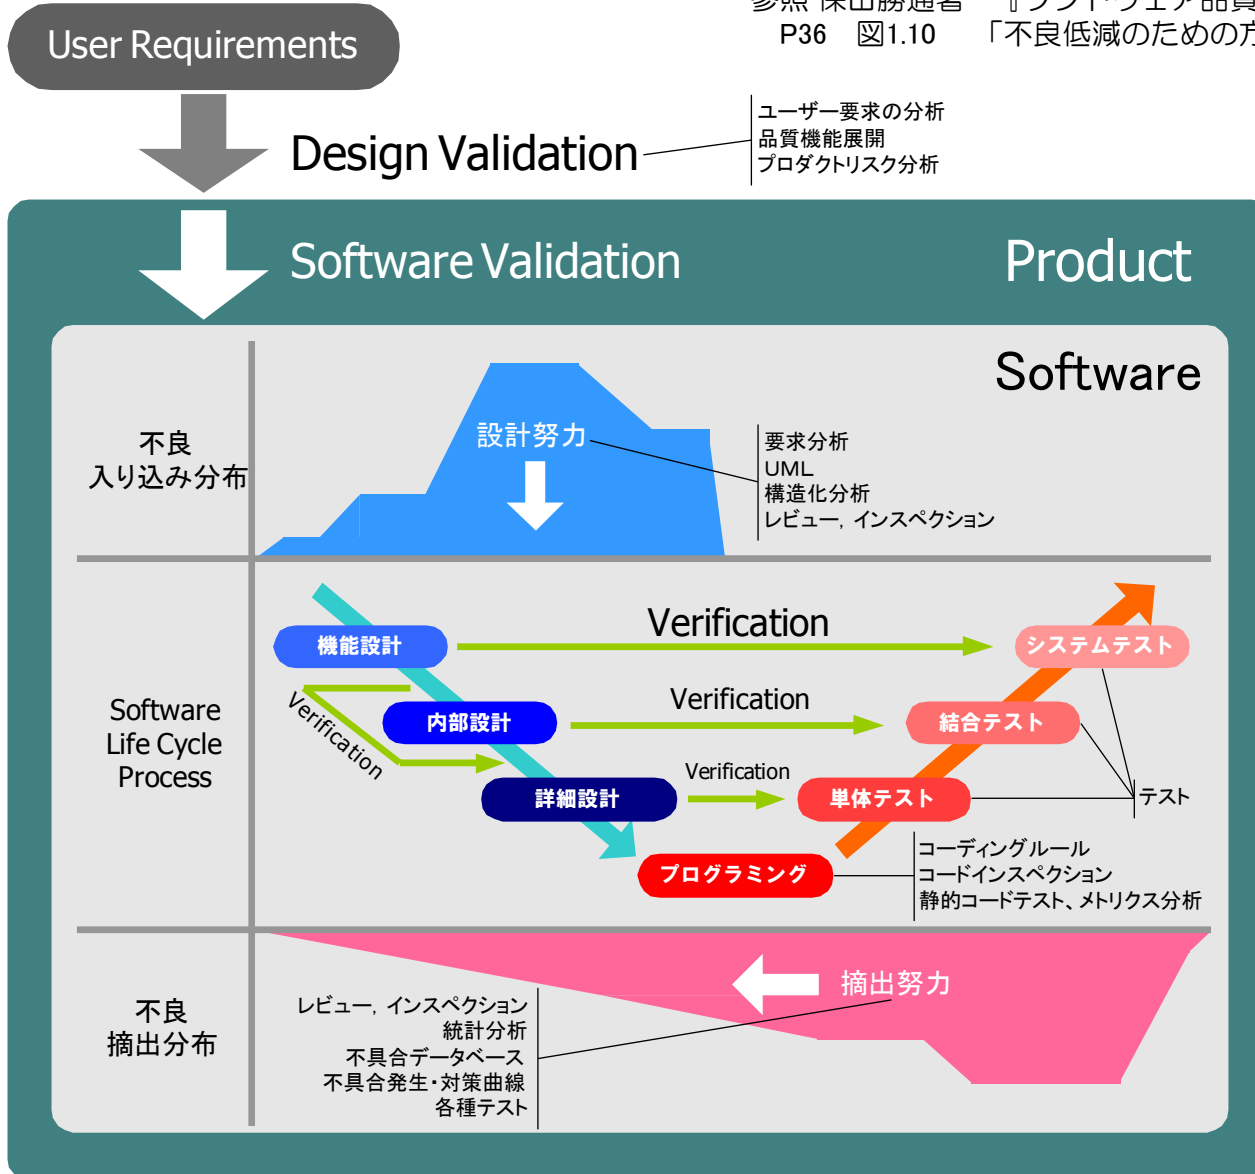 参照 保田勝通著 『ソフトウェア品質
P36 図1.10 「不良低減のための方
User Requirements
Design Validation
ユーザー要求の分析
品質機能展開
プロダクトリスク分析
Software Validation
Product
Software
不良
入り込み分布
設計努力
要求分析
UML
構造化分析
レビュー, インスペクション
Software
Life Cycle
Process
機能設計
Verification
システムテスト
Verification
内部設計
Verification
結合テスト
詳細設計
Verification
単体テスト
テスト
プログラミング
コーディングルール
コードインスペクション
静的コードテスト、メトリクス分析
不良
摘出分布
摘出努力
レビュー, インスペクション
統計分析
不具合データベース
不具合発生・対策曲線
各種テスト